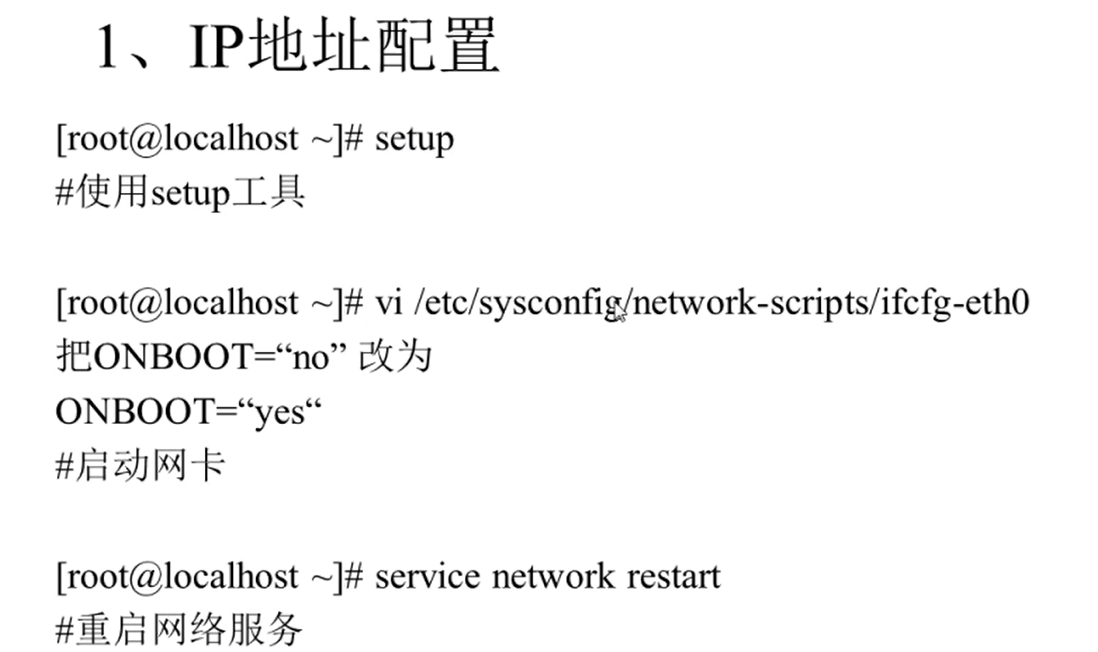 1、IP地址配置
[root@localhost ~]# setup
#使用setup工具
[root@localhost ~]# vi /etc/sysconfig/network-scripts/ifcfg-eth0
把ONBOOT=“no” 改为
ONBOOT=“yes“
#启动网卡
[root@localhost ~]# service network restart
#重启网络服务